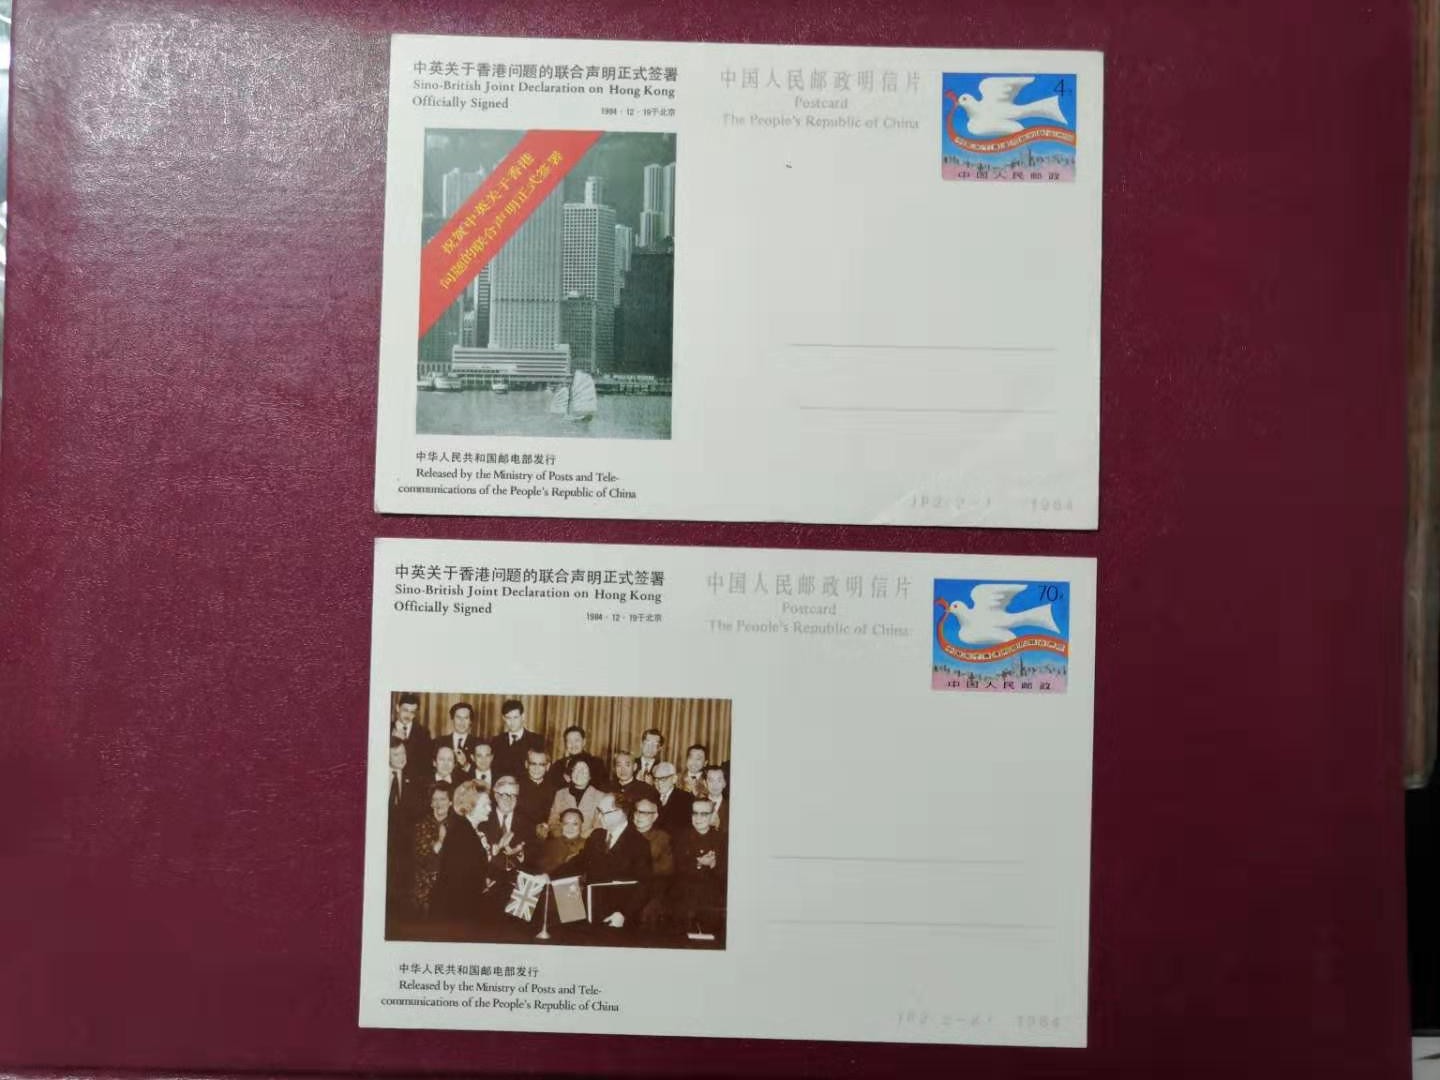 中英关于香港问题的联合声明正式签署
Sino-British Joint Declaration on Hong Kong
Officially Signed
1984·12·19于北京
祝贺中英关于香港
问题的联合声明正式签署
中华人民共和国邮电部发行
Released by the Ministry of Posts and Tele-
communications of the People's Republic of China
中国人民邮政明信片
Postcard
The People's Republic of China
4
中国人民邮政
JP2 2-1 1984
中英关于香港问题的联合声明正式签署
Sino-British Joint Declaration on Hong Kong
Officially Signed
1984·12·19于北京
中华人民共和国邮电部发行
Released by the Ministry of Posts and Tele-
communications of the People's Republic of China
中国人民邮政明信片
Postcard
The People's Republic of China
70
中国人民邮政
JP2 2-2 1984